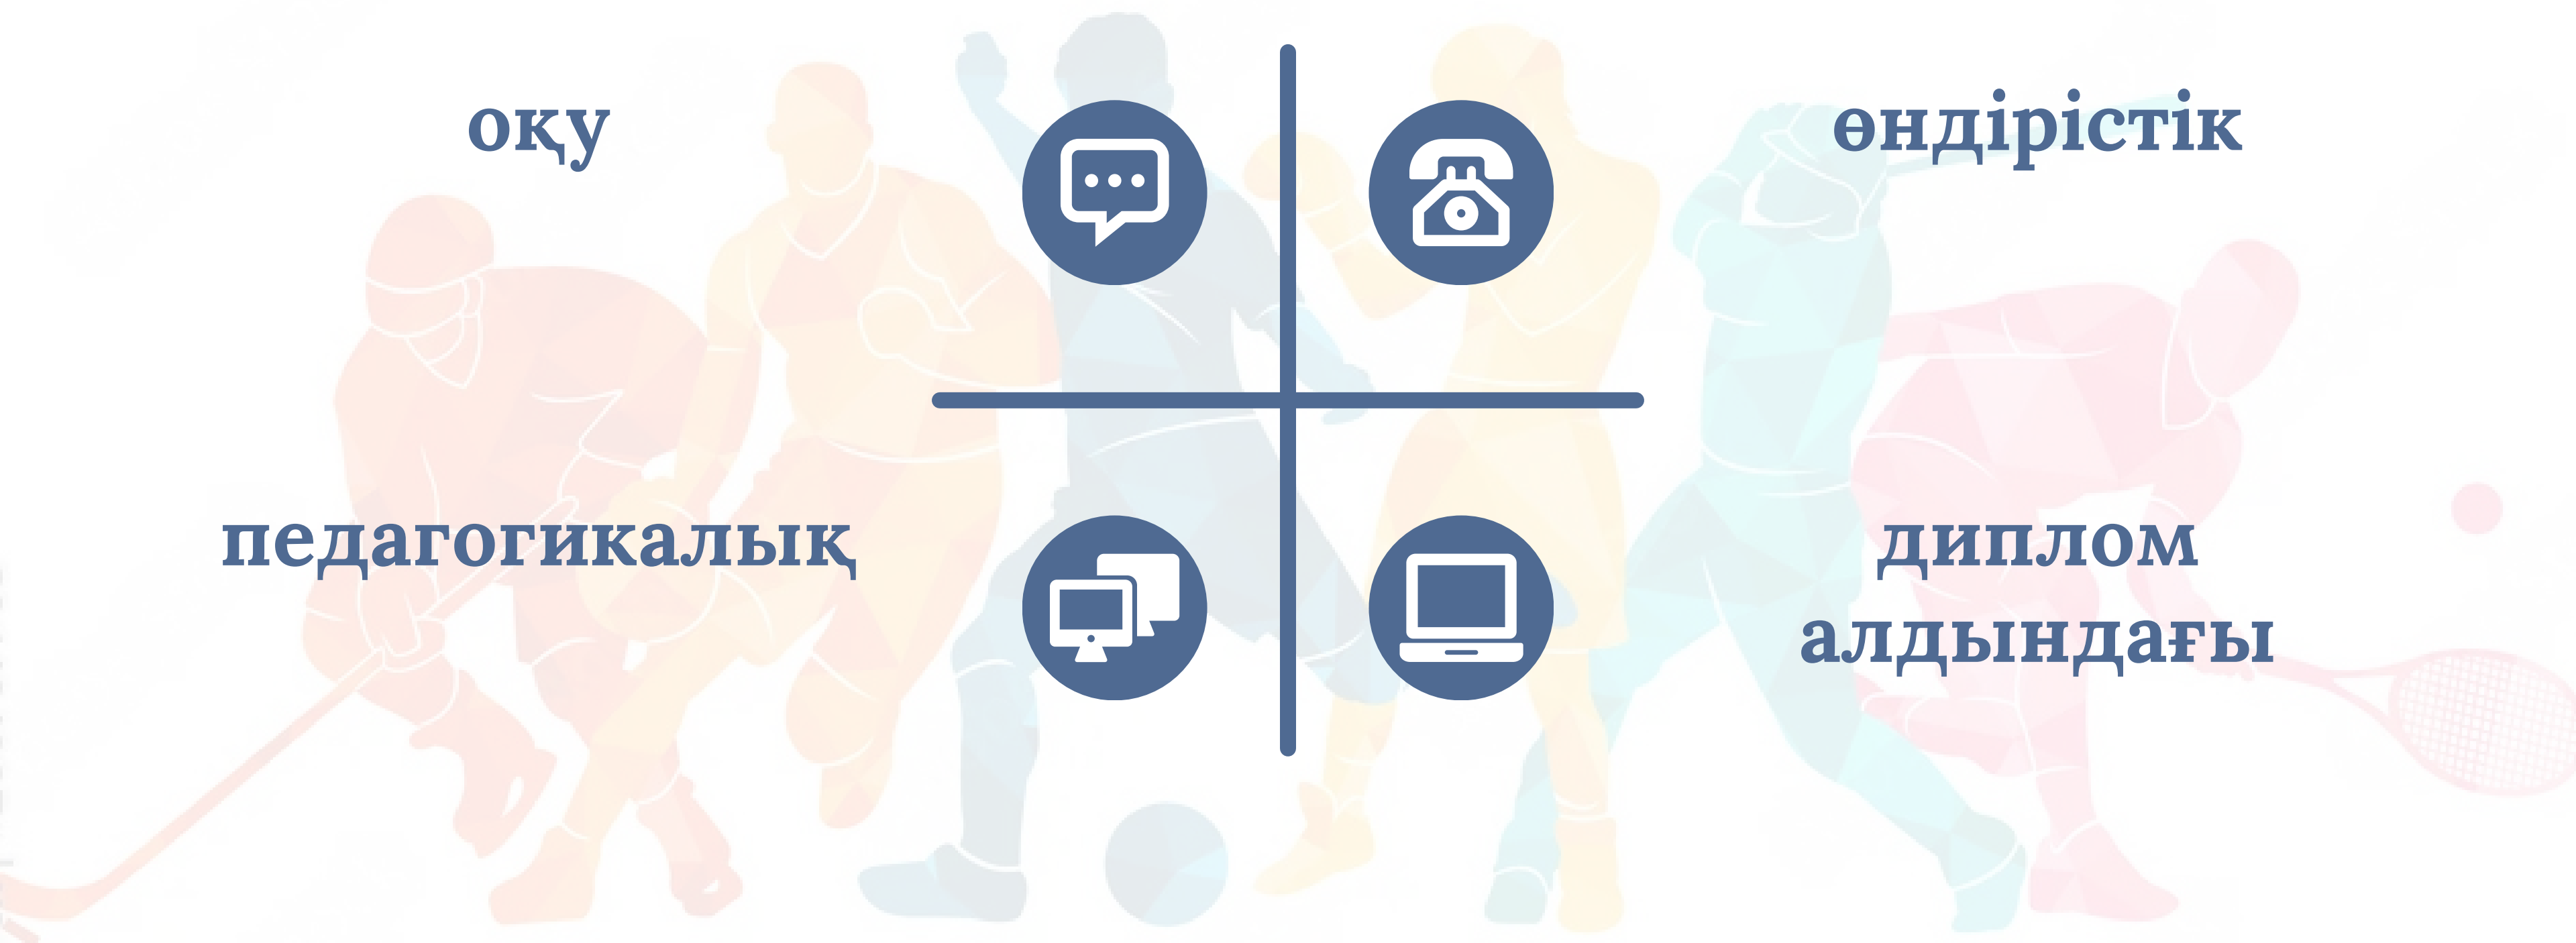 оқу
өндірістік
педагогикалық
диплом
алдындағы